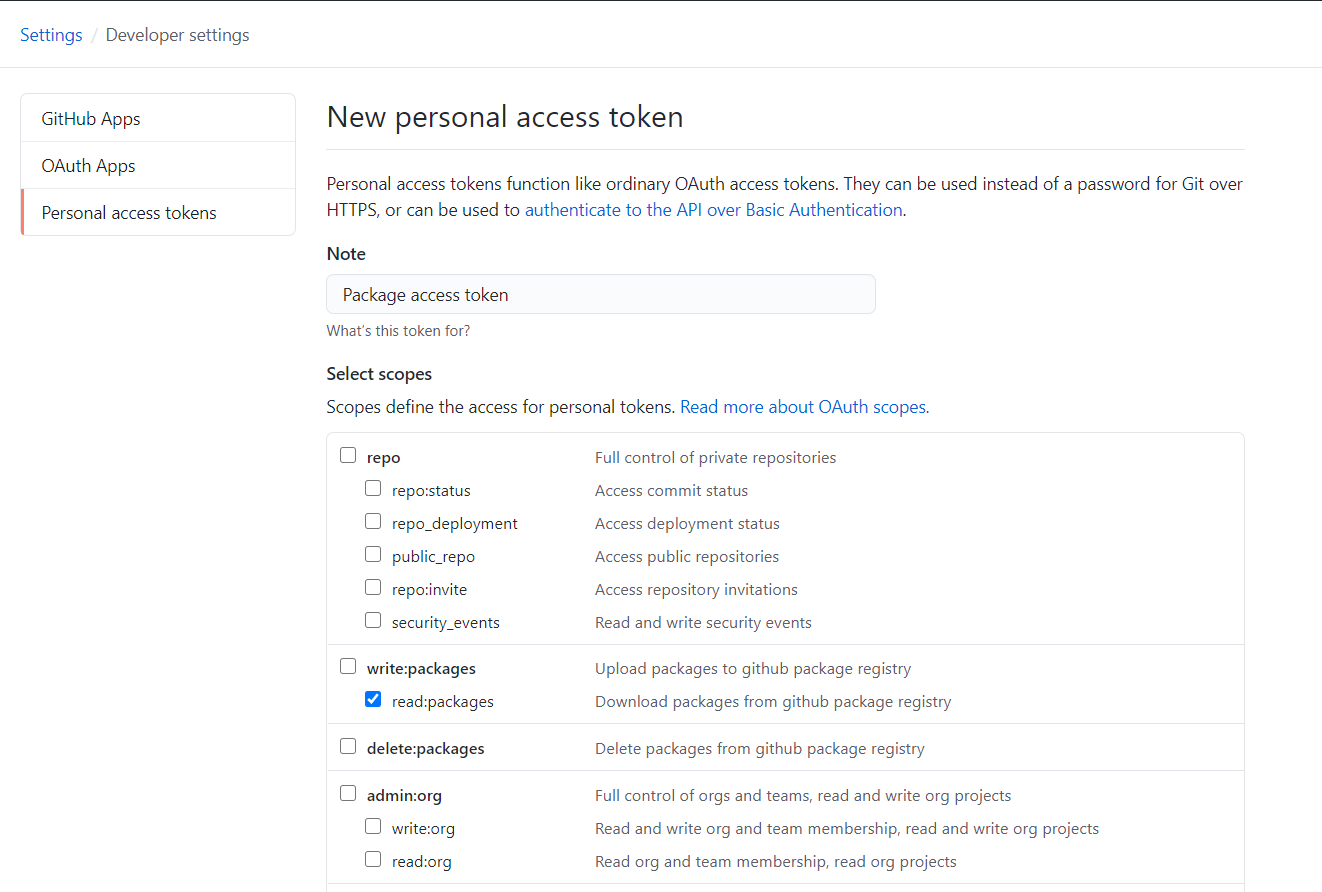 Settings / Developer settings
GitHub Apps
OAuth Apps
Personal access tokens
New personal access token
Personal access tokens function like ordinary OAuth access tokens. They can be used instead of a password for Git over
HTTPS, or can be used to authenticate to the API over Basic Authentication.
Note
Package access token
What's this token for?
Select scopes
Scopes define the access for personal tokens. Read more about OAuth scopes.
repo Full control of private repositories
repo:status Access commit status
repo_deployment Access deployment status
public_repo Access public repositories
repo:invite Access repository invitations
security_events Read and write security events
write:packages Upload packages to github package registry
read:packages Download packages from github package registry
delete:packages Delete packages from github package registry
admin:org Full control of orgs and teams, read and write org projects
write:org Read and write org and team membership, read and write org projects
read:org Read org and team membership, read org projects